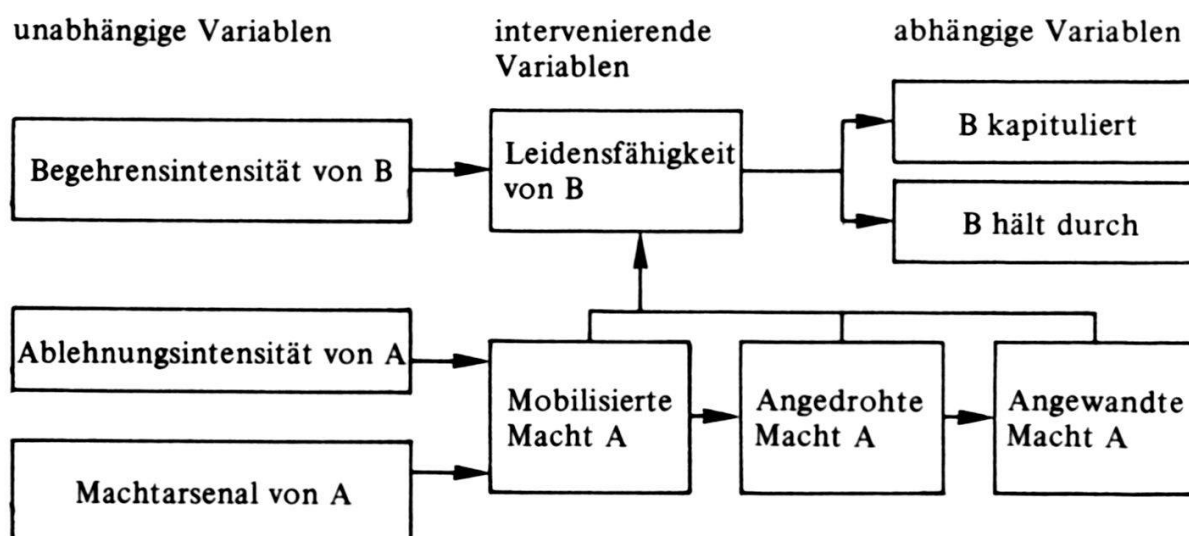 unabhängige Variablen
intervenierende
Variablen
abhängige Variablen
Begehrensintensität von B
Leidensfähigkeit
von B
B kapituliert
B hält durch
Ablehnungsintensität von A
Machtarsenal von A
Mobilisierte
Macht A
Angedrohte
Macht A
Angewandte
Macht A